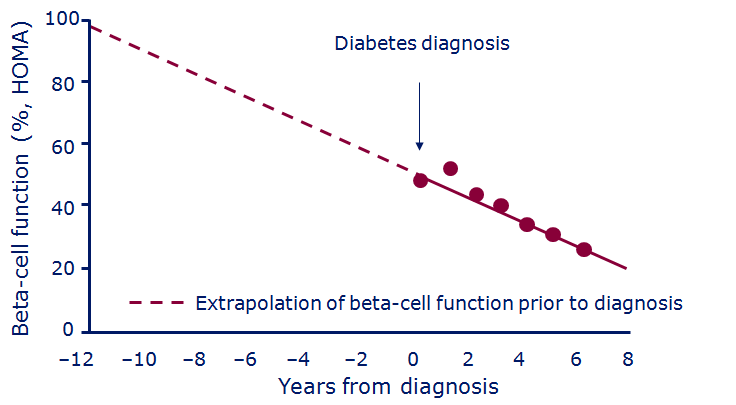 Beta-cell function (%, HOMA)
100
80
60
40
20
0
Diabetes diagnosis
Extrapolation of beta-cell function prior to diagnosis
–12 –10 –8 –6 –4 –2 0 2 4 6 8
Years from diagnosis